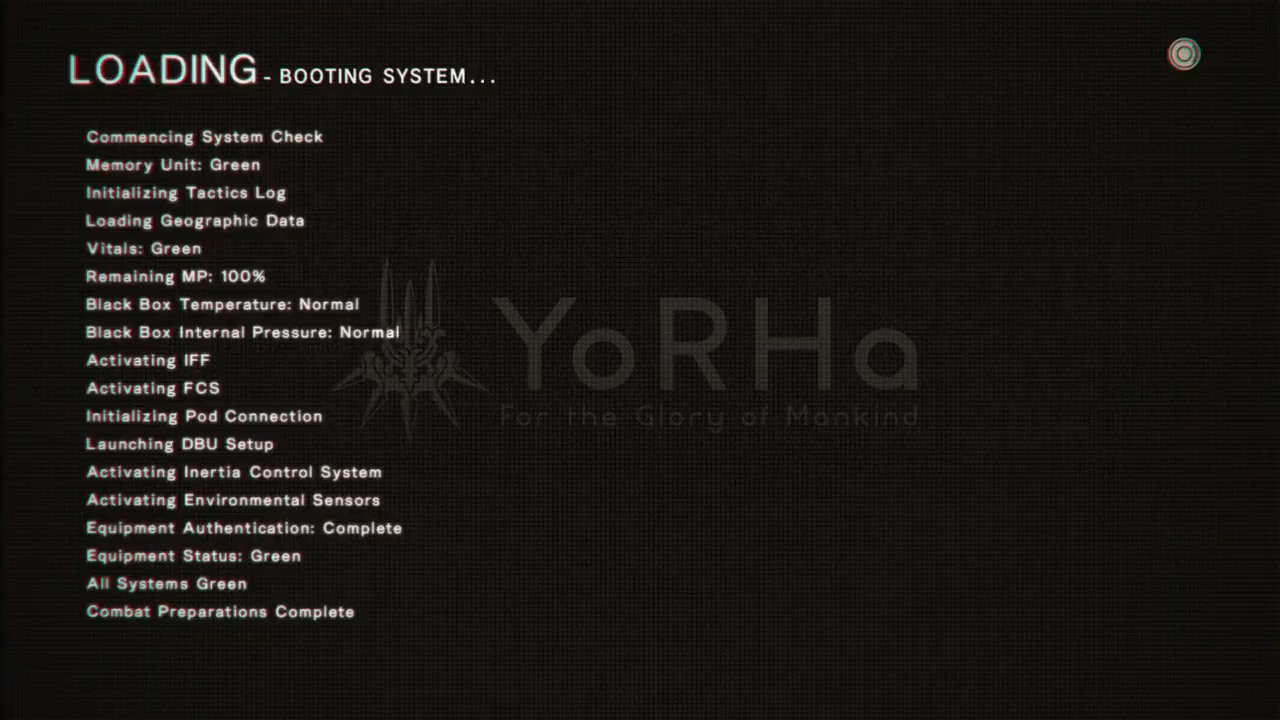 LOADING - BOOTING SYSTEM...
Commencing System Check
Memory Unit: Green
Initializing Tactics Log
Loading Geographic Data
Vitals: Green
Remaining MP: 100%
Black Box Temperature: Normal
Black Box Internal Pressure: Normal
Activating IFF
Activating FCS
Initializing Pod Connection
Launching DBU Setup
Activating Inertia Control System
Activating Environmental Sensors
Equipment Authentication: Complete
Equipment Status: Green
All Systems Green
Combat Preparations Complete
YoRHa
For the Glory of Mankind